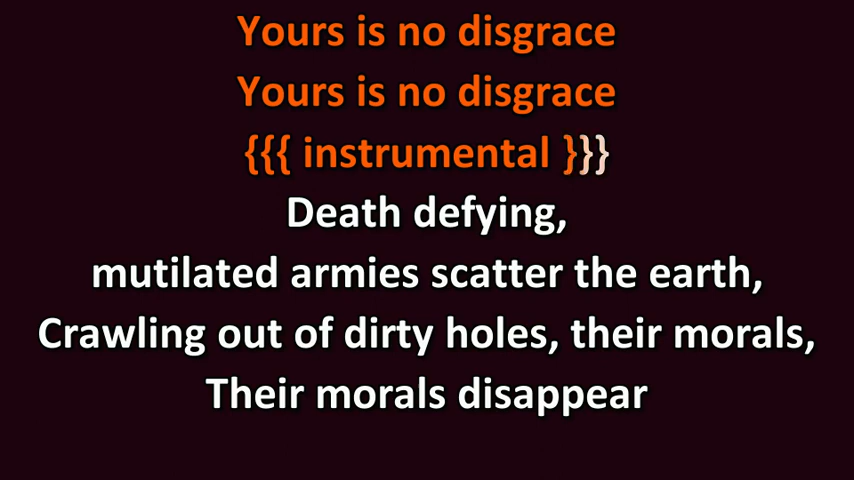 Yours is no disgrace
Yours is no disgrace
{{{ instrumental }}}
Death defying,
mutilated armies scatter the earth,
Crawling out of dirty holes, their morals,
Their morals disappear